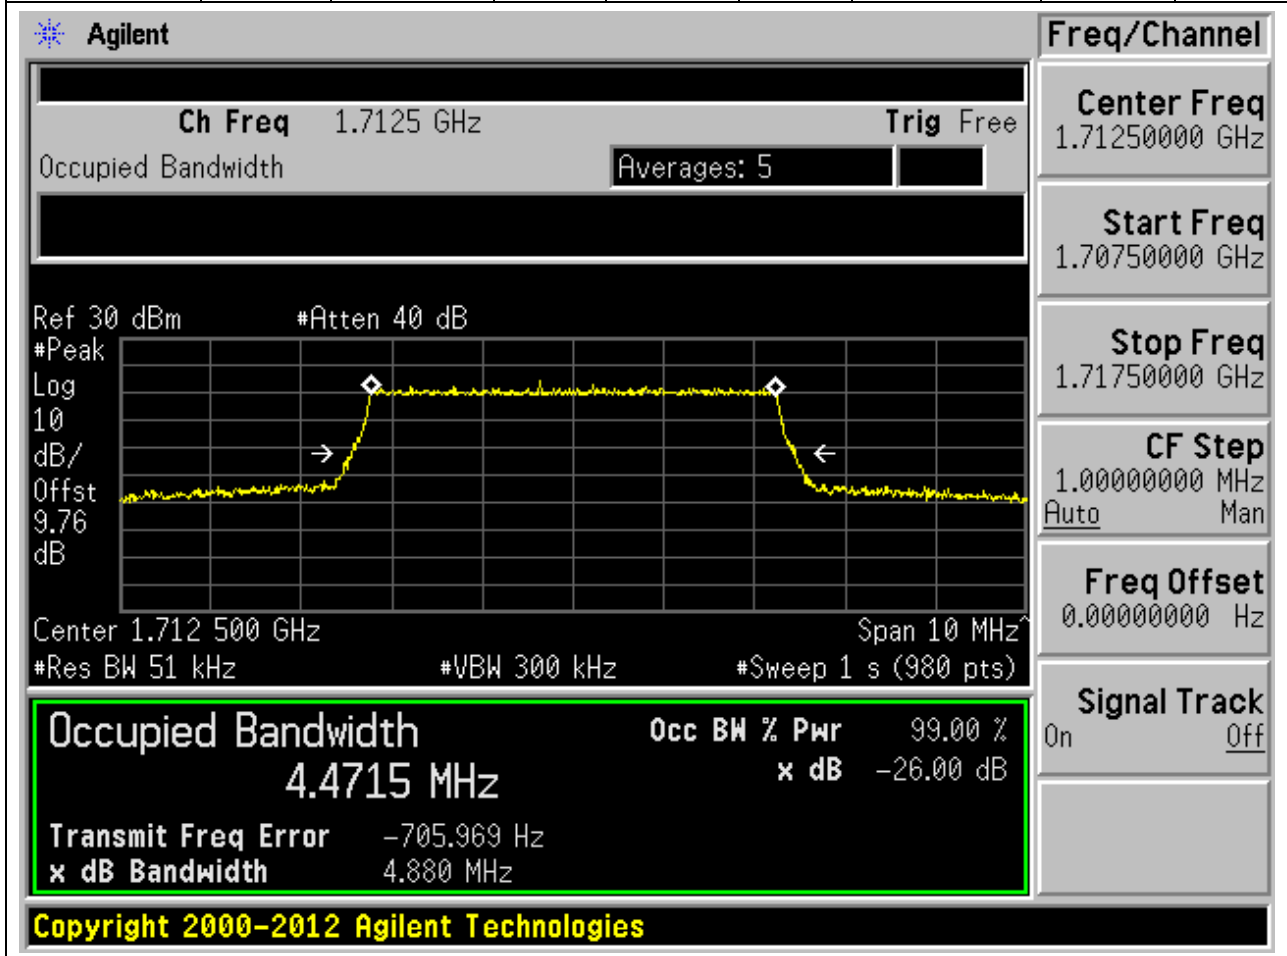 Agilent
Freq/Channel
Ch Freq 1.7125 GHz Trig Free
Occupied Bandwidth Averages: 5
Center Freq
1.71250000 GHz
Start Freq
1.70750000 GHz
Stop Freq
1.71750000 GHz
CF Step
1.00000000 MHz
Auto Man
Freq Offset
0.00000000 Hz
Signal Track
On Off
Ref 30 dBm #Atten 40 dB
#Peak
Log
10
dB/
Offst
9.76
dB
Center 1.712 500 GHz Span 10 MHz^
#Res BW 51 kHz #VBW 300 kHz #Sweep 1 s (980 pts)
Occupied Bandwidth
4.4715 MHz
Occ BW % Pwr 99.00 %
x dB -26.00 dB
Transmit Freq Error -705.969 Hz
x dB Bandwidth 4.880 MHz
Copyright 2000-2012 Agilent Technologies